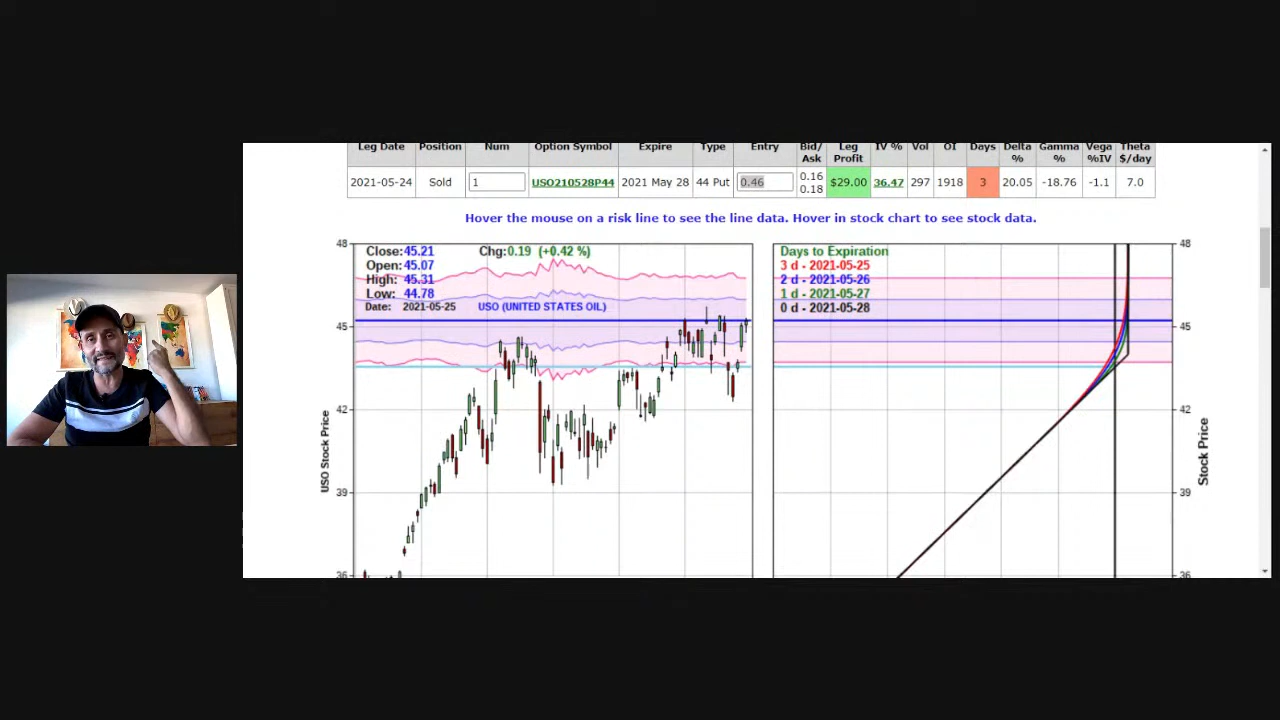 Leg Date Position Num Option Symbol Expire Type Entry Bid/ Ask Leg Profit IV % Vol OI Days Delta % Gamma % Vega %IV Theta $/day
2021-05-24 Sold 1 USO210528P44 2021 May 28 44 Put 0.46 0.16 0.18 $29.00 36.47 297 1918 3 20.05 -18.76 -1.1 7.0
Hover the mouse on a risk line to see the line data. Hover in stock chart to see stock data.
48
Close:45.21 Chg:0.19 (+0.42 %)
Open:45.07
High: 45.31
Low: 44.78
Date: 2021-05-25 USO (UNITED STATES OIL)
45
42
39
36
USO Stock Price
Days to Expiration
3 d - 2021-05-25
2 d - 2021-05-26
1 d - 2021-05-27
0 d - 2021-05-28
48
45
42
39
36
Stock Price